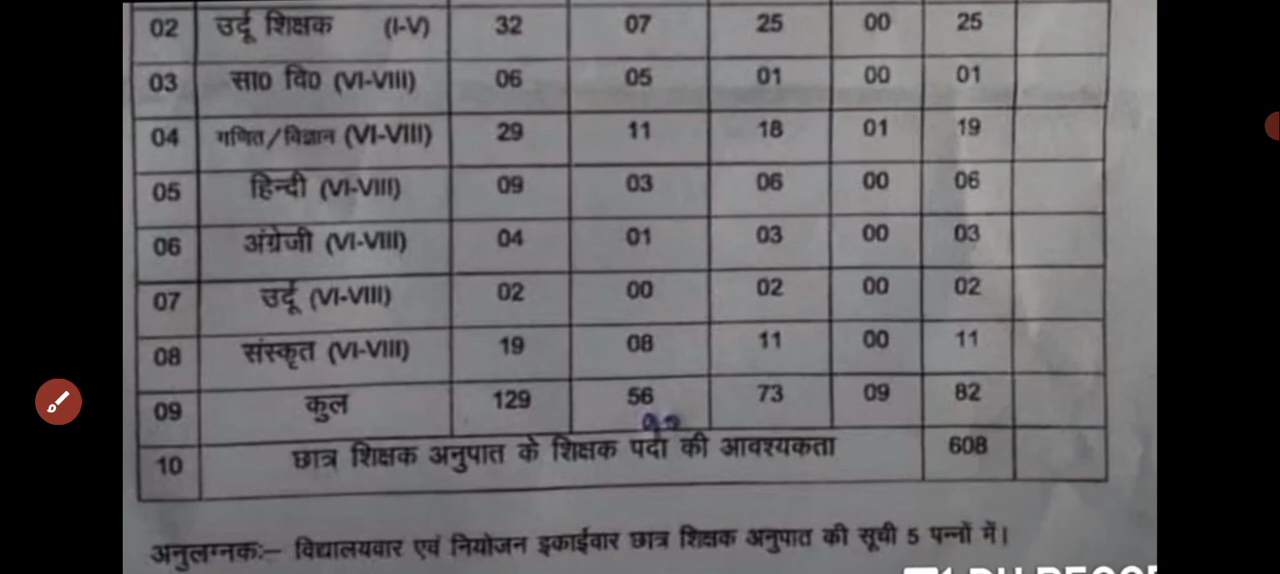 02 उर्दू शिक्षक (I-V) 32 07 25 00 25
03 सा0 वि0 (VI-VIII) 06 05 01 00 01
04 गणित/विज्ञान (VI-VIII) 29 11 18 01 19
05 हिन्दी (VI-VIII) 09 03 06 00 06
06 अंग्रेजी (VI-VIII) 04 01 03 00 03
07 उर्दू (VI-VIII) 02 00 02 00 02
08 संस्कृत (VI-VIII) 19 08 11 00 11
09 कुल 129 56 73 09 82
10 छात्र शिक्षक अनुपात के शिक्षक पदों की आवश्यकता 608
अनुलग्नकः– विद्यालयवार एवं नियोजन इकाईवार छात्र शिक्षक अनुपात की सूची 5 पन्नों में।